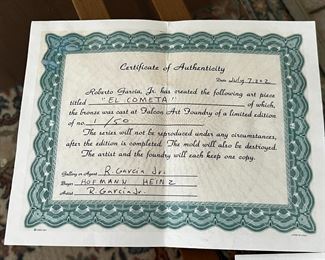 Certificate of Authenticity
Date July, 7 202
Roberto Garcia Jr. has created the following art piece
titled "EL COMETA" of which,
the bronze was cast at Falcon Art Foundry of a limited edition
of no. 1/50
The series will not be reproduced under any circumstances,
after the edition is completed. The mold will also be destroyed.
The artist and the foundry will each keep one copy.
Gallery or Agent R. Garcia Jr.
Buyer HOFMANN HEINZ
Artist R. Garcia Jr.